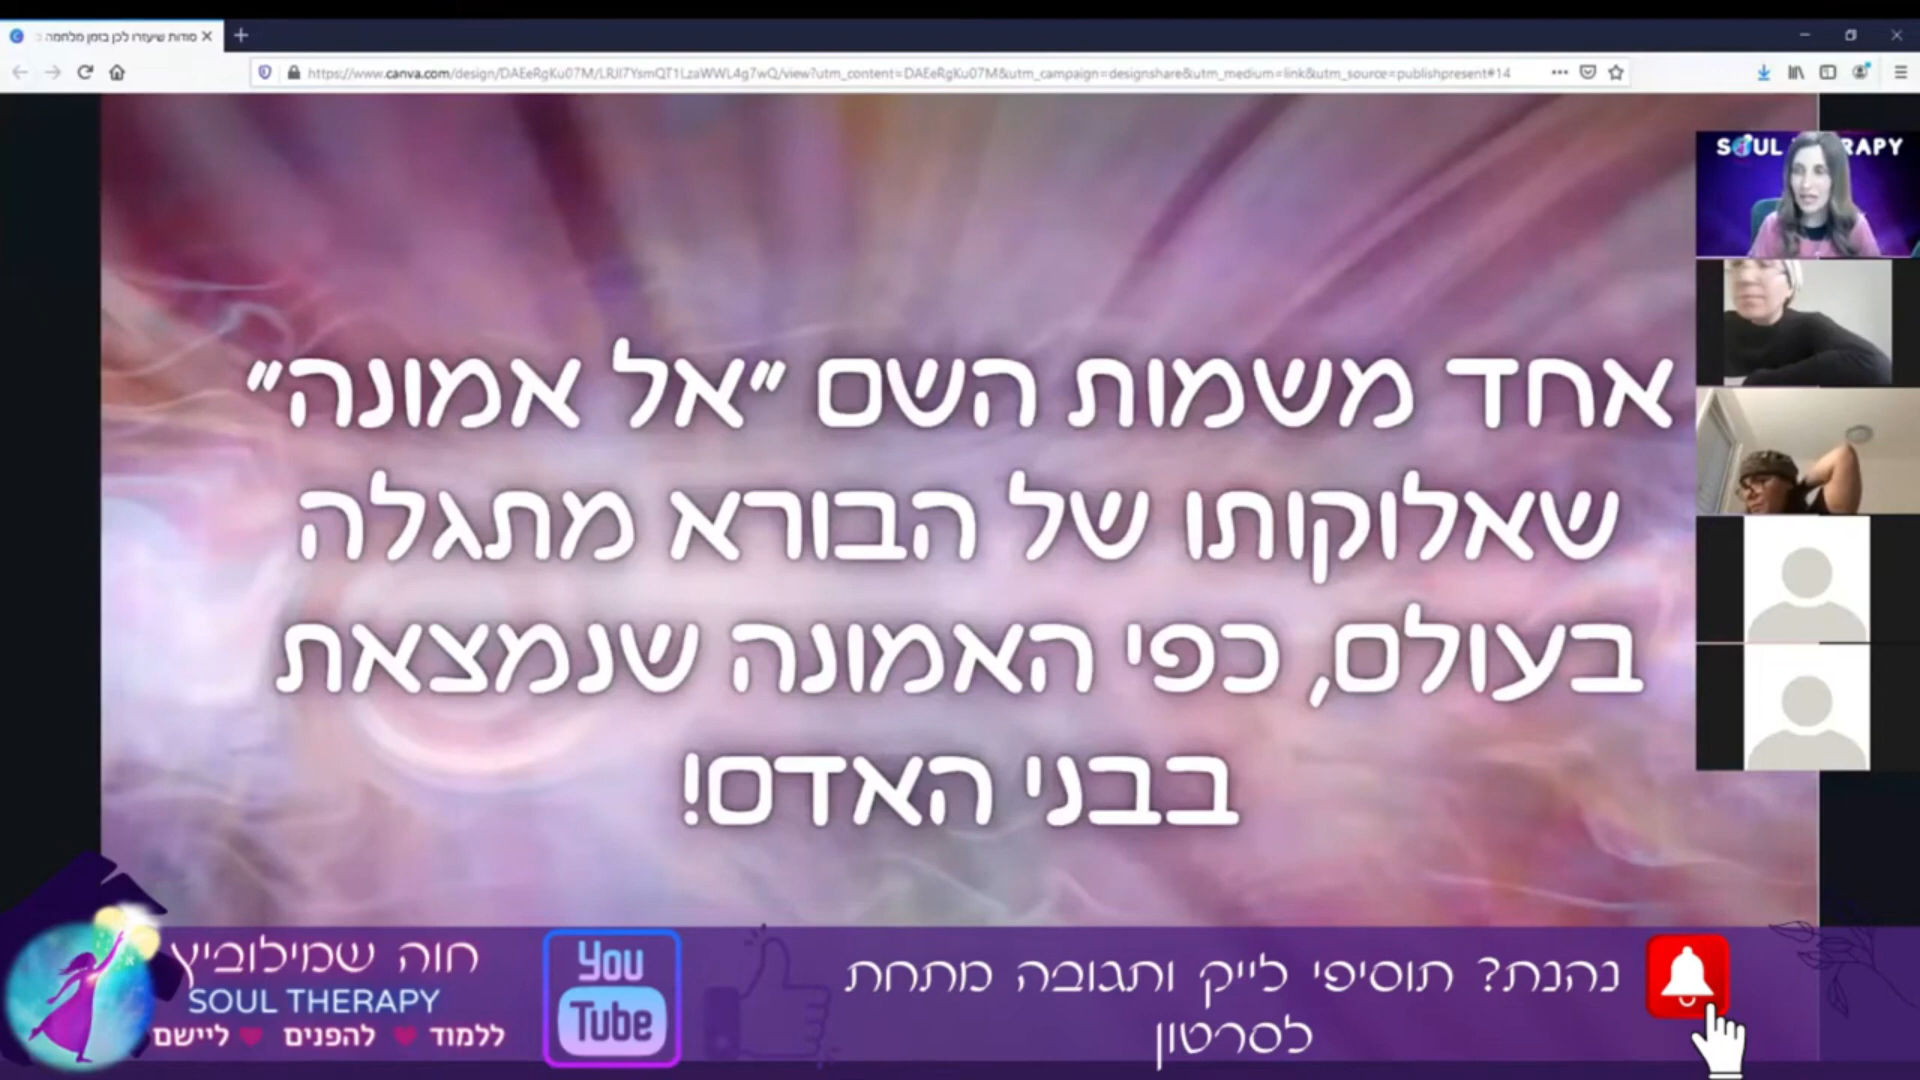 סודות שיעזרו לכן בזמן מלחמה
https://www.canva.com/design/DAEeRgKu07M/LRJI7YsmQT1LzaWWL4g7wQ/view?utm_content=DAEeRgKu07M&utm_campaign=designshare&utm_medium=link&utm_source=publishpresent#14
SOUL THERAPY
אחד משמות השם "אל אמונה"
שאלוקותו של הבורא מתגלה
בעולם, כפי האמונה שנמצאת
בבני האדם!
חוה שמילוביץ
SOUL THERAPY
ללמוד להפנים ליישם
You
Tube
נהנת? תוסיפי לייק ותגובה מתחת
לסרטון